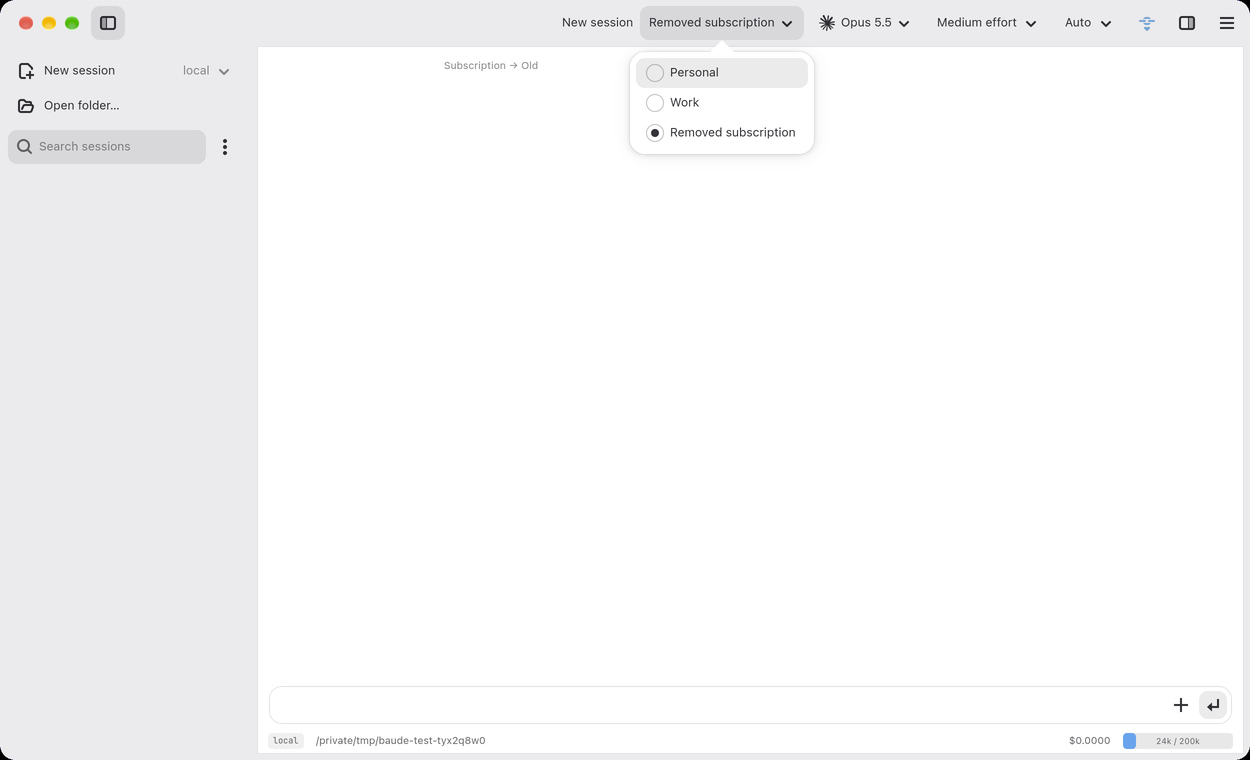 New session
Removed subscription
Opus 5.5
Medium effort
Auto
New session
local
Open folder...
Search sessions
Subscription → Old
Personal
Work
Removed subscription
local
/private/tmp/baude-test-tyx2q8w0
$0.0000
24k / 200k